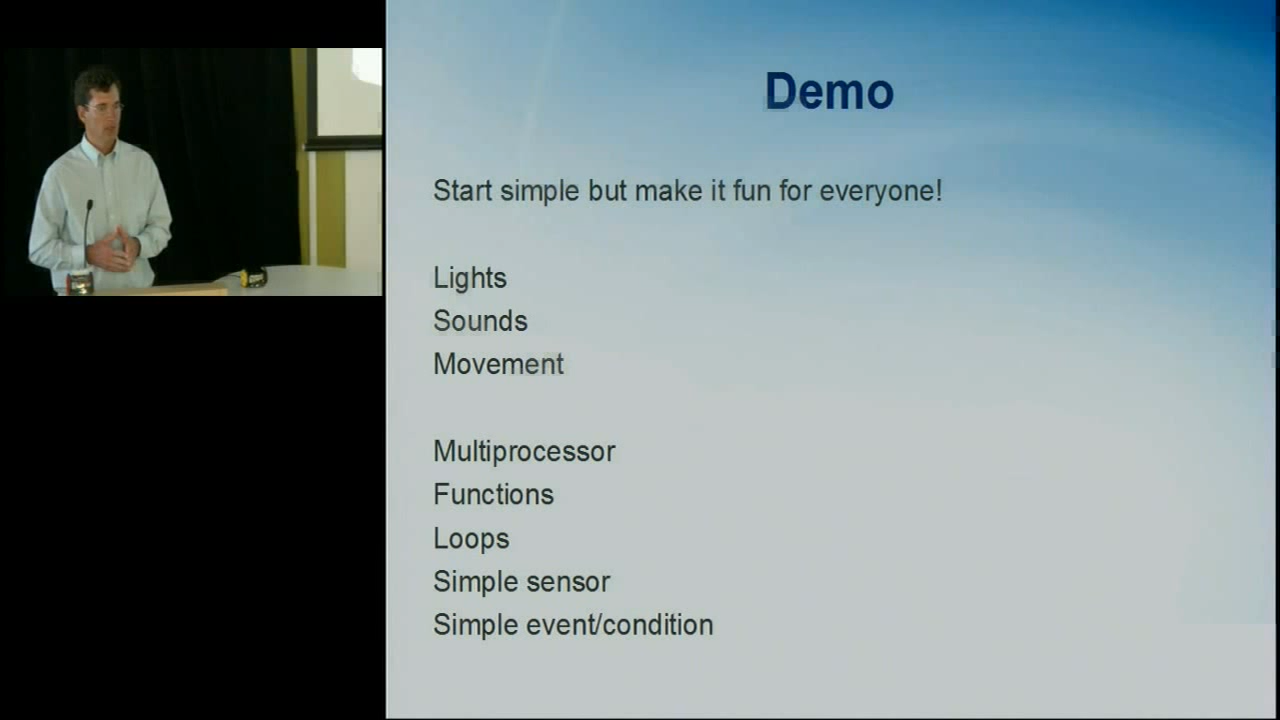 Demo
Start simple but make it fun for everyone!
Lights
Sounds
Movement
Multiprocessor
Functions
Loops
Simple sensor
Simple event/condition